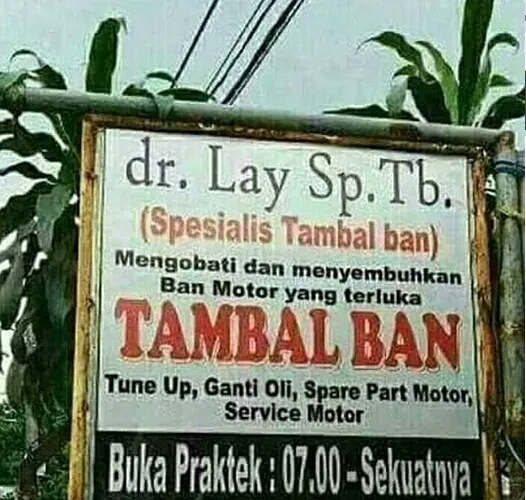 dr. Lay Sp.Tb.
(Spesialis Tambal ban)
Mengobati dan menyembuhkan
Ban Motor yang terluka
TAMBAL BAN
Tune Up, Ganti Oli, Spare Part Motor,
Service Motor
Buka Praktek : 07.00 - Sekuatnya